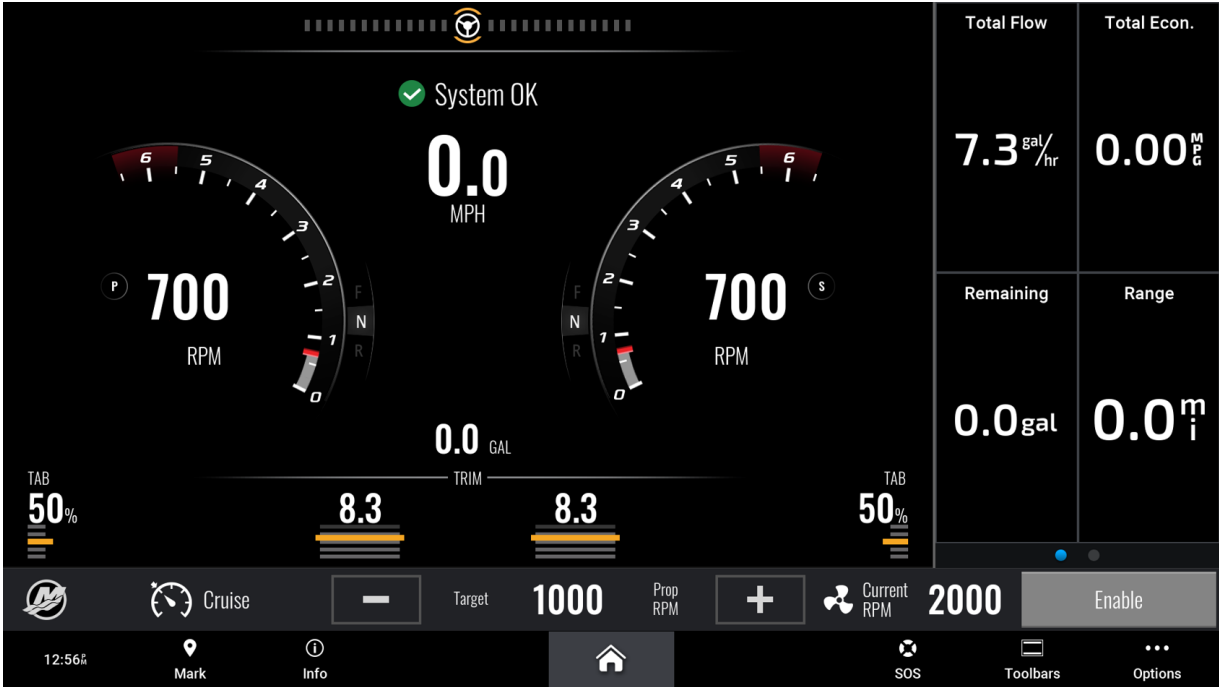 System OK
0.0
MPH
6 5 4 3 2 1 0
P
700
RPM
F
N
R
6 5 4 3 2 1 0
700
S
RPM
F
N
R
0.0 GAL
TRIM
TAB
50%
8.3
8.3
TAB
50%
Total Flow
7.3 gal/hr
Total Econ.
0.00 MPG
Remaining
0.0 gal
Range
0.0 mi
M
Cruise
−
Target
1000
Prop
RPM
+
Current
RPM
2000
Enable
12:56PM
Mark
Info
SOS
Toolbars
Options